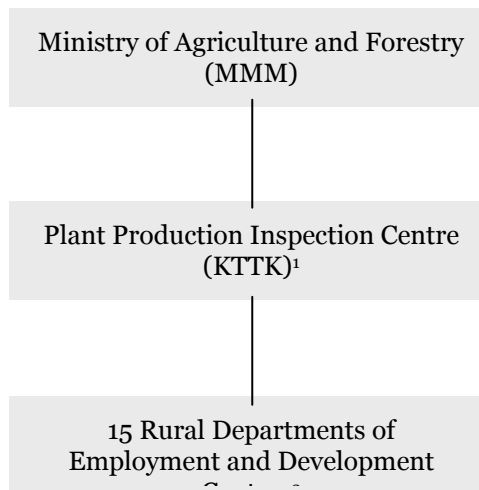 Ministry of Agriculture and Forestry
(MMM)
Plant Production Inspection Centre
(KTTK)¹
15 Rural Departments of
Employment and Development